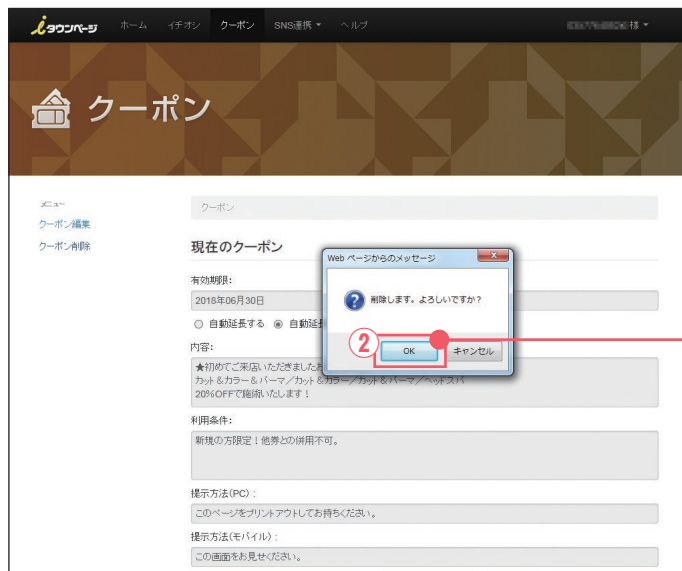 iタウンページ ホーム イチオシ クーポン SNS連携 ヘルプ 様
クーポン
メニュー
クーポン編集
クーポン削除
クーポン
現在のクーポン
有効期限:
2018年06月30日
自動延長する 自動延
内容:
★初めてご来店いただきました
カット&カラー&パーマ/カット&カラー/カット&パーマ/ヘッドスパ
20%OFFで施術いたします!
利用条件:
新規の方限定!他券との併用不可。
提示方法(PC):
このページをプリントアウトしてお持ちください。
提示方法(モバイル):
この画面をお見せください。
Web ページからのメッセージ
削除します。よろしいですか?
2
OK キャンセル